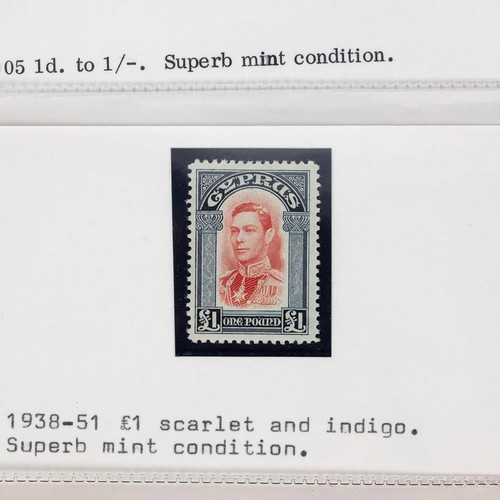 05 1d. to 1/-. Superb mint condition.
CYPRUS
£1 ONE POUND £1
1938-51 £1 scarlet and indigo.
Superb mint condition.